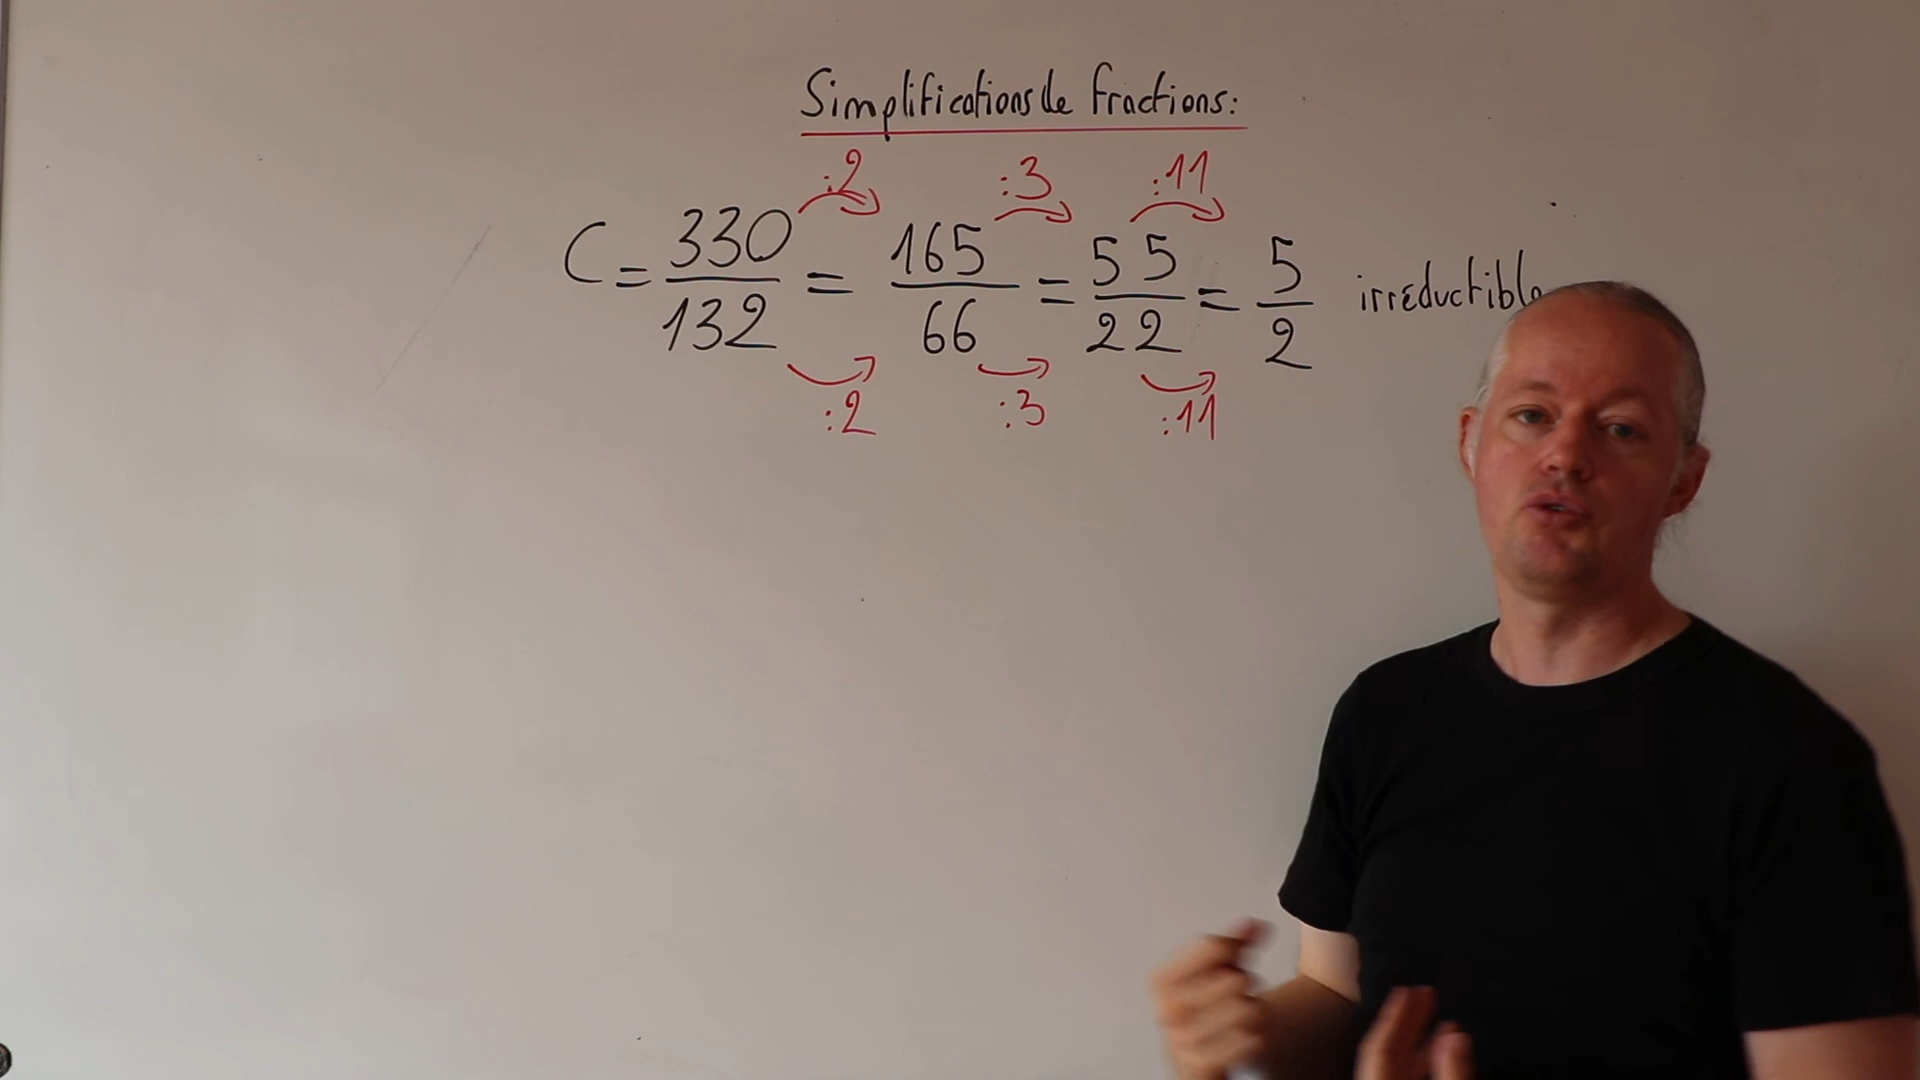 Simplifications de fractions:
:2 :3 :11
C = 330/132 = 165/66 = 55/22 = 5/2 irréductible
:2 :3 :11